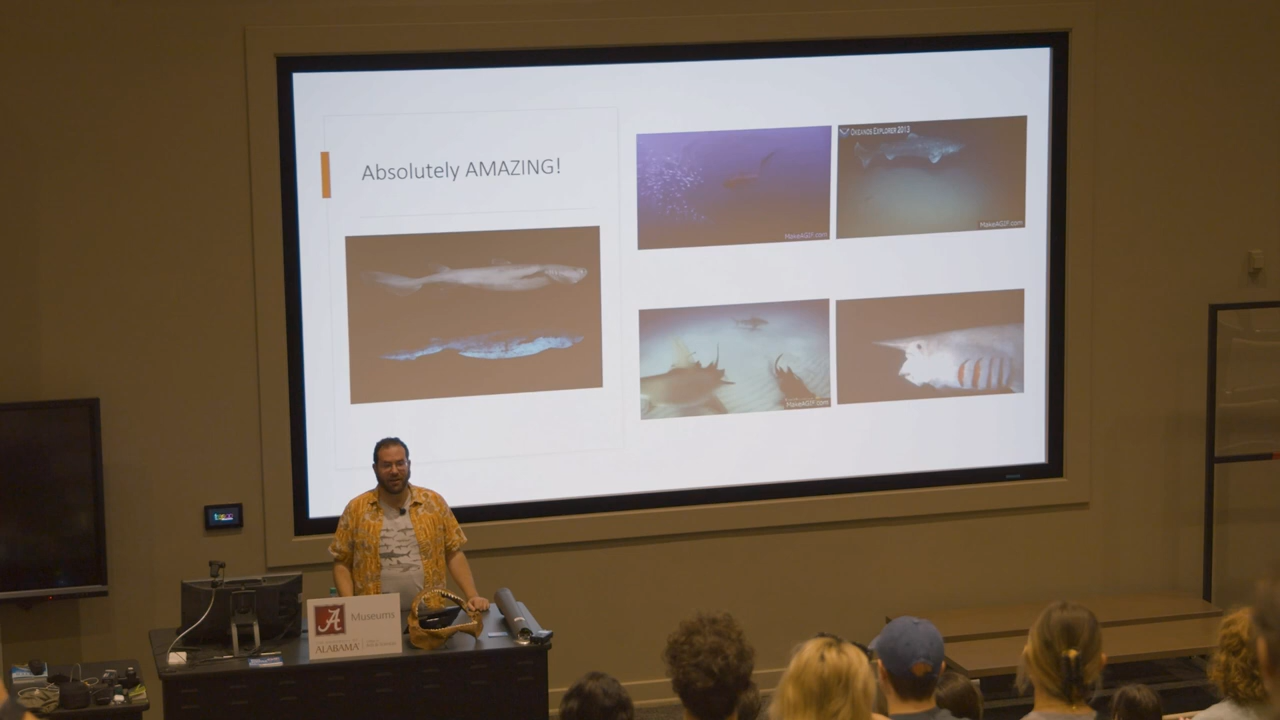 Absolutely AMAZING!
MakeAGIF.com
OKEANOS EXPLORER 2013
MakeAGIF.com
MakeAGIF.com
A Museums
ALABAMA